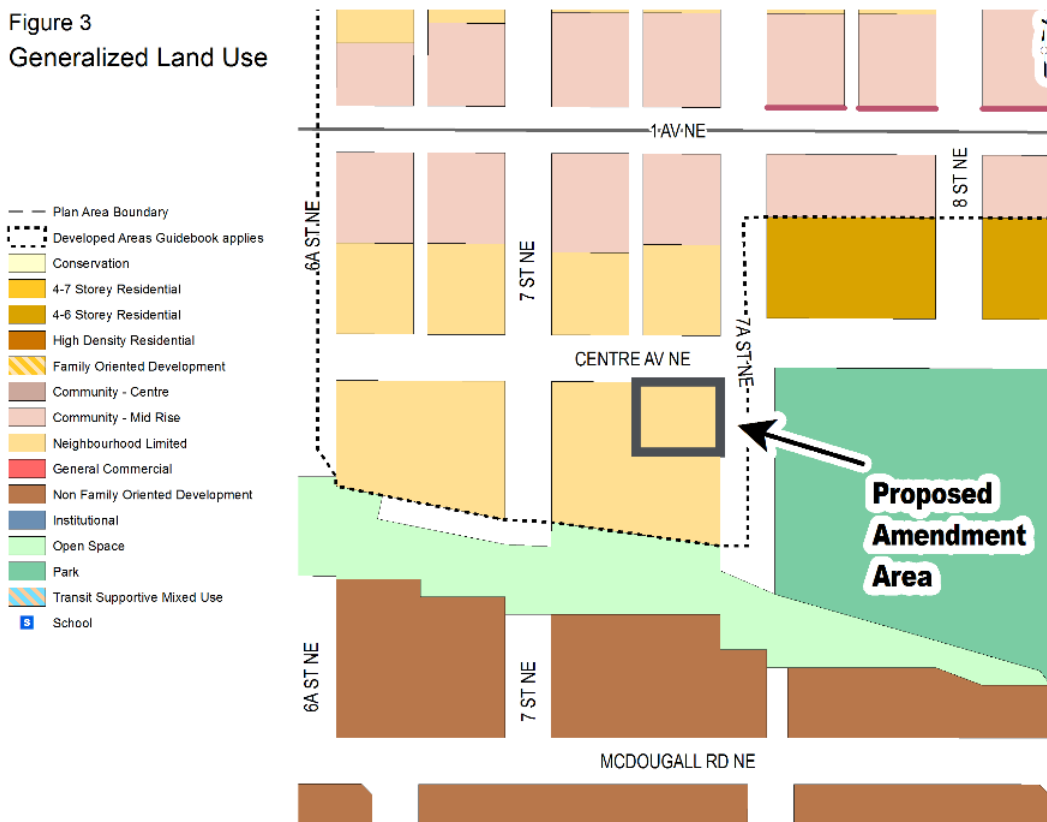 Figure 3
Generalized Land Use
Plan Area Boundary
Developed Areas Guidebook applies
Conservation
4-7 Storey Residential
4-6 Storey Residential
High Density Residential
Family Oriented Development
Community - Centre
Community - Mid Rise
Neighbourhood Limited
General Commercial
Non Family Oriented Development
Institutional
Open Space
Park
Transit Supportive Mixed Use
S
School
1 AV NE
6A ST NE
7 ST NE
8 ST NE
CENTRE AV NE
7A ST NE
Proposed
Amendment
Area
6A ST NE
7 ST NE
MCDOUGALL RD NE